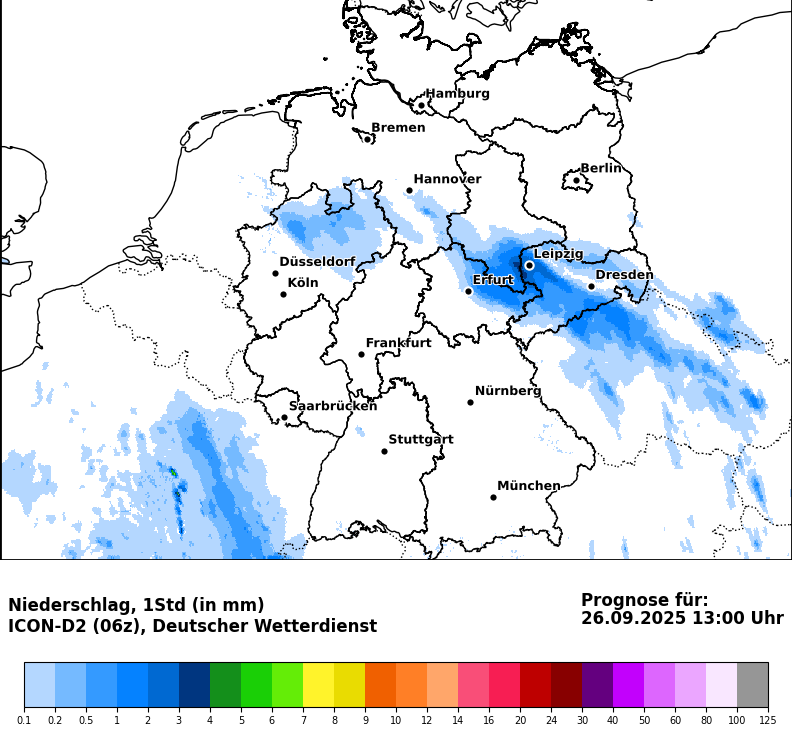 Hamburg
Bremen
Berlin
Hannover
Leipzig
Düsseldorf
Dresden
Erfurt
Köln
Frankfurt
Nürnberg
Saarbrücken
Stuttgart
München
Niederschlag, 1Std (in mm)
ICON-D2 (06z), Deutscher Wetterdienst
Prognose für:
26.09.2025 13:00 Uhr
0.1 0.2 0.5 1 2 3 4 5 6 7 8 9 10 12 14 16 20 24 30 40 50 60 80 100 125